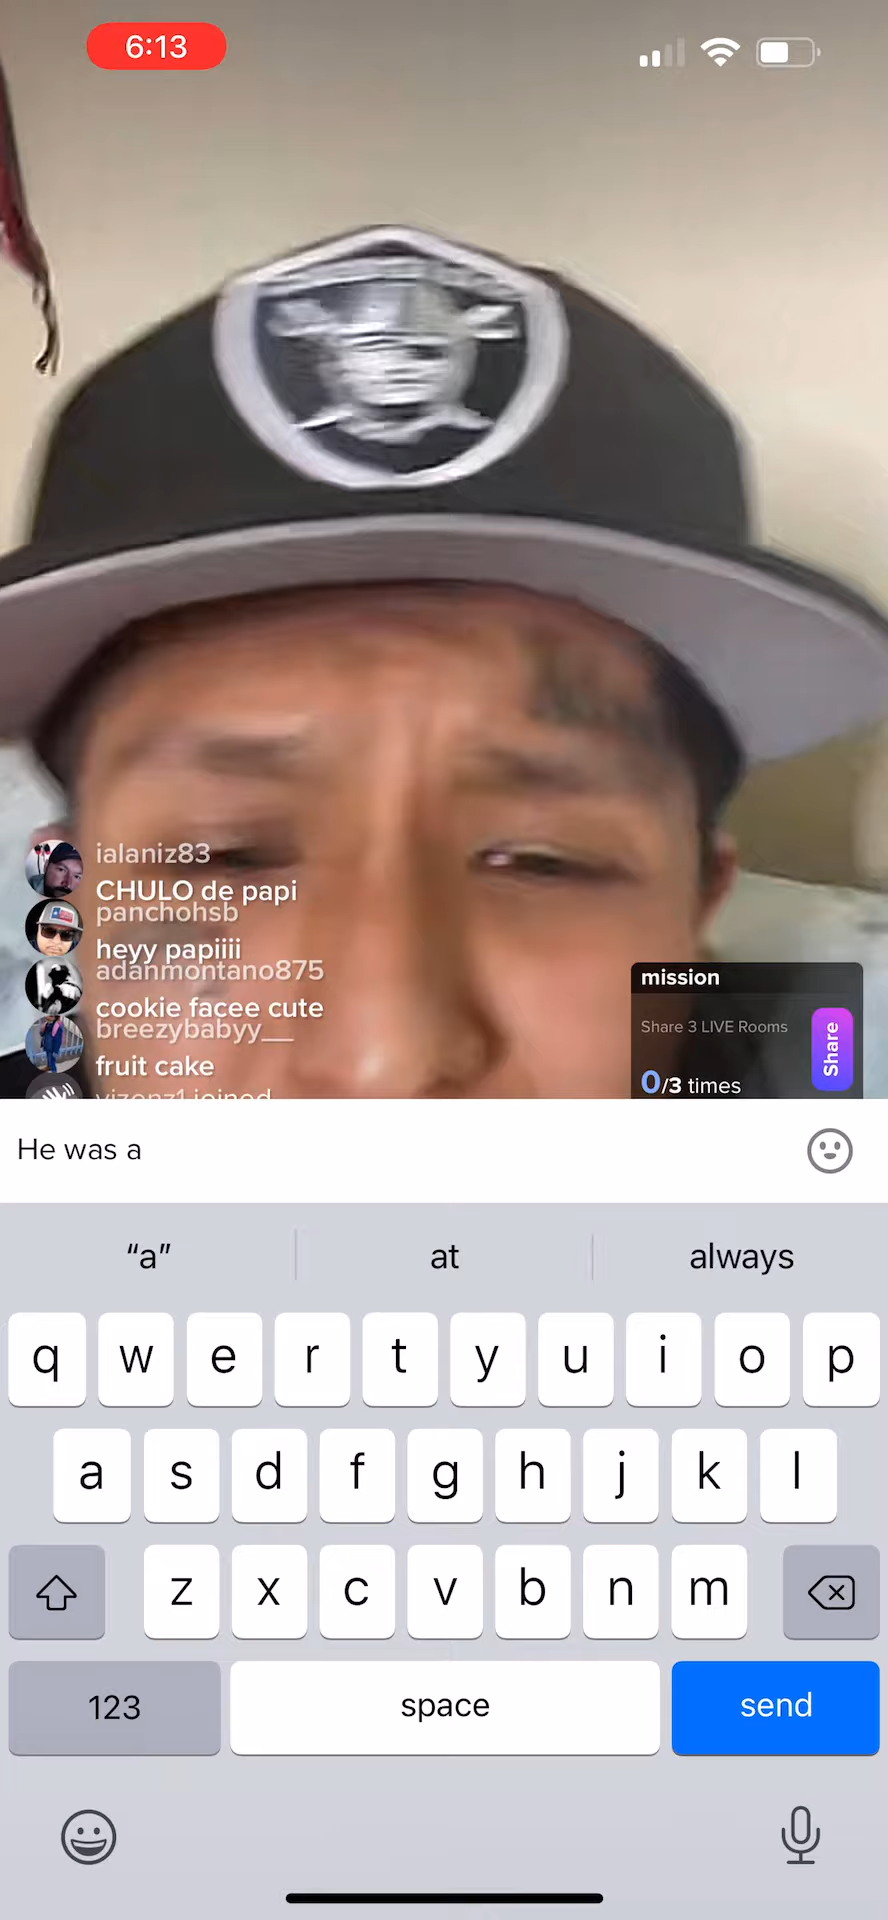 6:13
ialaniz83
CHULO de papi
panchohsb
heyy papiiii
adanmontano875
cookie facee cute
breezybabyy__
fruit cake
mission
Share 3 LIVE Rooms
0/3 times
Share
He was a
“a” at always
q w e r t y u i o p
a s d f g h j k l
z x c v b n m
123 space send